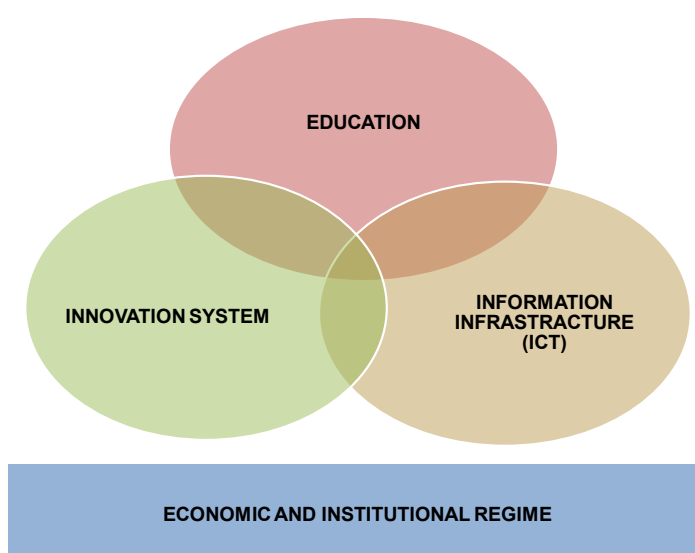 EDUCATION
INNOVATION SYSTEM
INFORMATION
INFRASTRACTURE
(ICT)
ECONOMIC AND INSTITUTIONAL REGIME